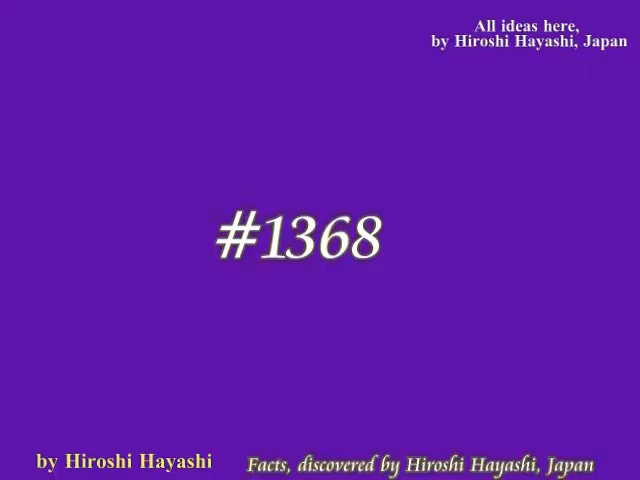 All ideas here,
by Hiroshi Hayashi, Japan
#1368
by Hiroshi Hayashi
Facts, discovered by Hiroshi Hayashi, Japan